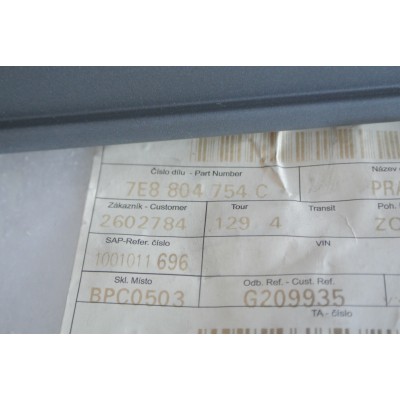 Číslo dílu - Part Number Název
7E8 804 754 C PRA
Zákazník - Customer Tour Transit Poh.
2602784 129 4 ZC
SAP-Refer. číslo VIN
1001011 696
Skl. Místo Odb. Ref. - Cust. Ref.
BPC0503 G209935
TA - číslo